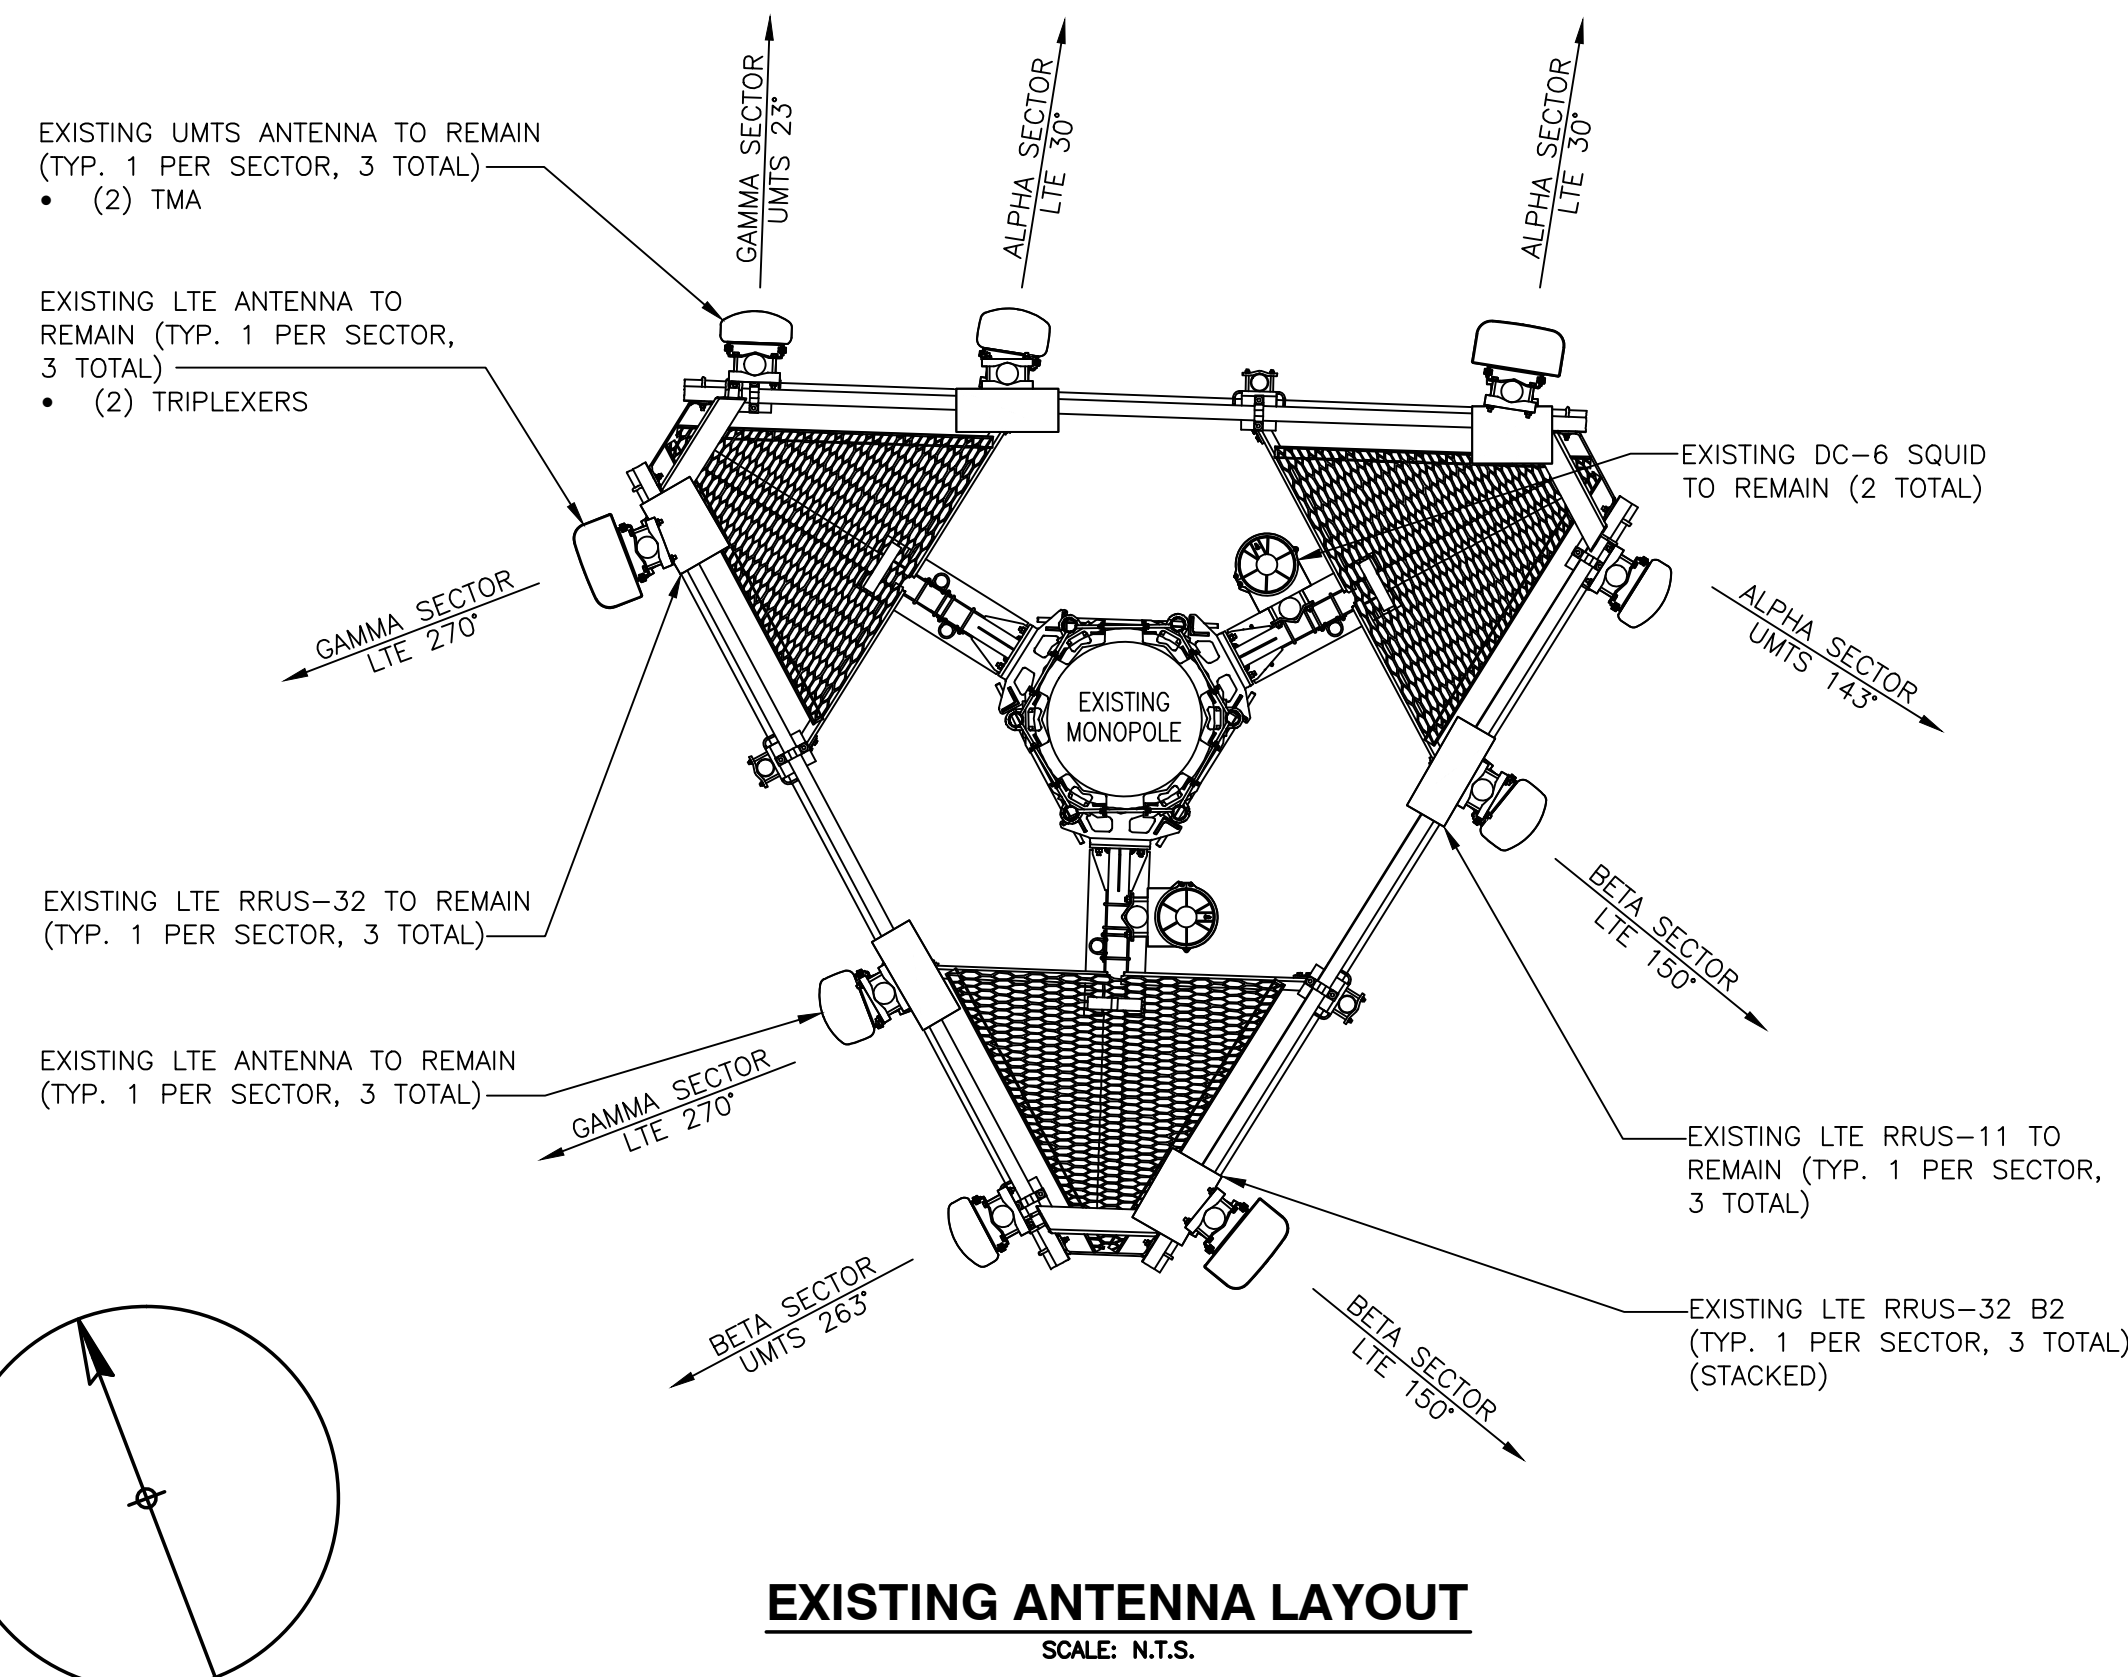 GAMMA SECTOR
UMTS 23°
ALPHA SECTOR
LTE 30°
ALPHA SECTOR
LTE 30°
EXISTING UMTS ANTENNA TO REMAIN
(TYP. 1 PER SECTOR, 3 TOTAL)
• (2) TMA
EXISTING LTE ANTENNA TO
REMAIN (TYP. 1 PER SECTOR,
3 TOTAL)
• (2) TRIPLEXERS
EXISTING DC-6 SQUID
TO REMAIN (2 TOTAL)
GAMMA SECTOR
LTE 270°
ALPHA SECTOR
UMTS 143°
EXISTING
MONOPOLE
EXISTING LTE RRUS-32 TO REMAIN
(TYP. 1 PER SECTOR, 3 TOTAL)
BETA SECTOR
LTE 150°
EXISTING LTE ANTENNA TO REMAIN
(TYP. 1 PER SECTOR, 3 TOTAL)
GAMMA SECTOR
LTE 270°
EXISTING LTE RRUS-11 TO
REMAIN (TYP. 1 PER SECTOR,
3 TOTAL)
BETA SECTOR
UMTS 263°
BETA SECTOR
LTE 150°
EXISTING LTE RRUS-32 B2
(TYP. 1 PER SECTOR, 3 TOTAL)
(STACKED)
EXISTING ANTENNA LAYOUT
SCALE: N.T.S.